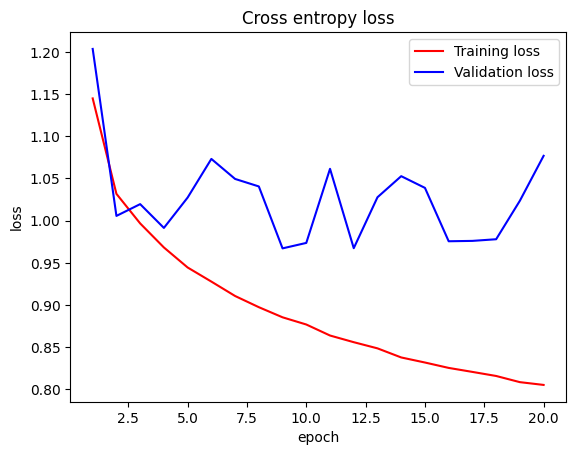 Cross entropy loss
Training loss
Validation loss
1.20
1.15
1.10
1.05
1.00
0.95
0.90
0.85
0.80
loss
2.5 5.0 7.5 10.0 12.5 15.0 17.5 20.0
epoch